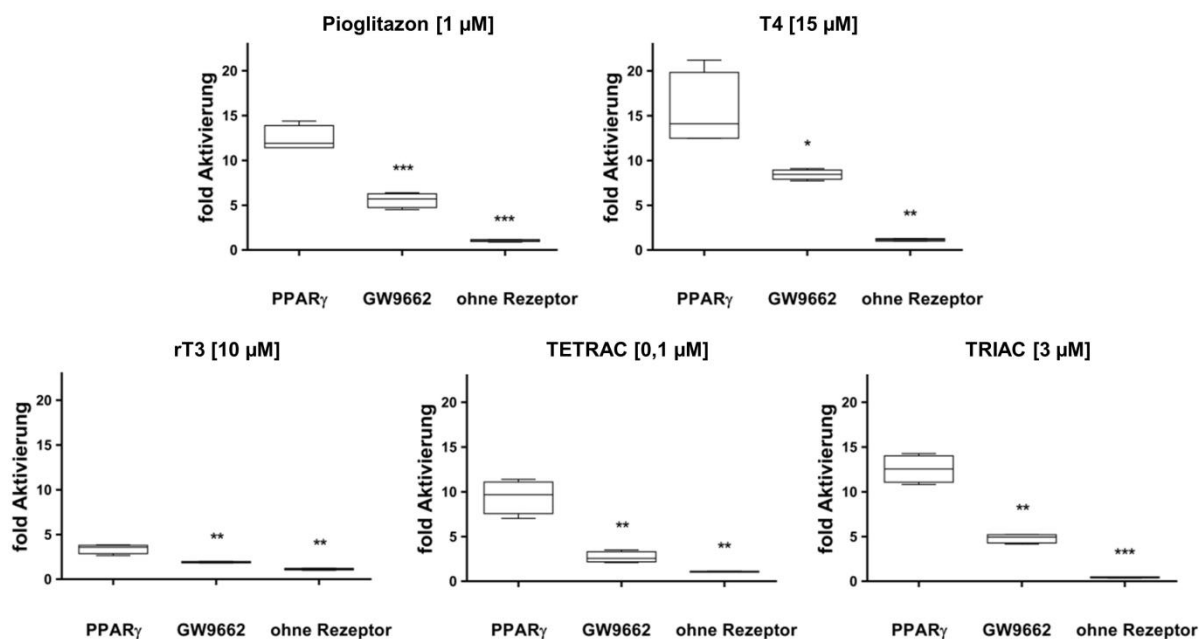 Pioglitazon [1 µM]
fold Aktivierung
20
15
10
5
0
***
***
PPARγ GW9662 ohne Rezeptor
T4 [15 µM]
fold Aktivierung
20
15
10
5
0
*
**
PPARγ GW9662 ohne Rezeptor
rT3 [10 µM]
fold Aktivierung
20
15
10
5
0
**
**
PPARγ GW9662 ohne Rezeptor
TETRAC [0,1 µM]
fold Aktivierung
20
15
10
5
0
**
**
PPARγ GW9662 ohne Rezeptor
TRIAC [3 µM]
fold Aktivierung
20
15
10
5
0
**
***
PPARγ GW9662 ohne Rezeptor